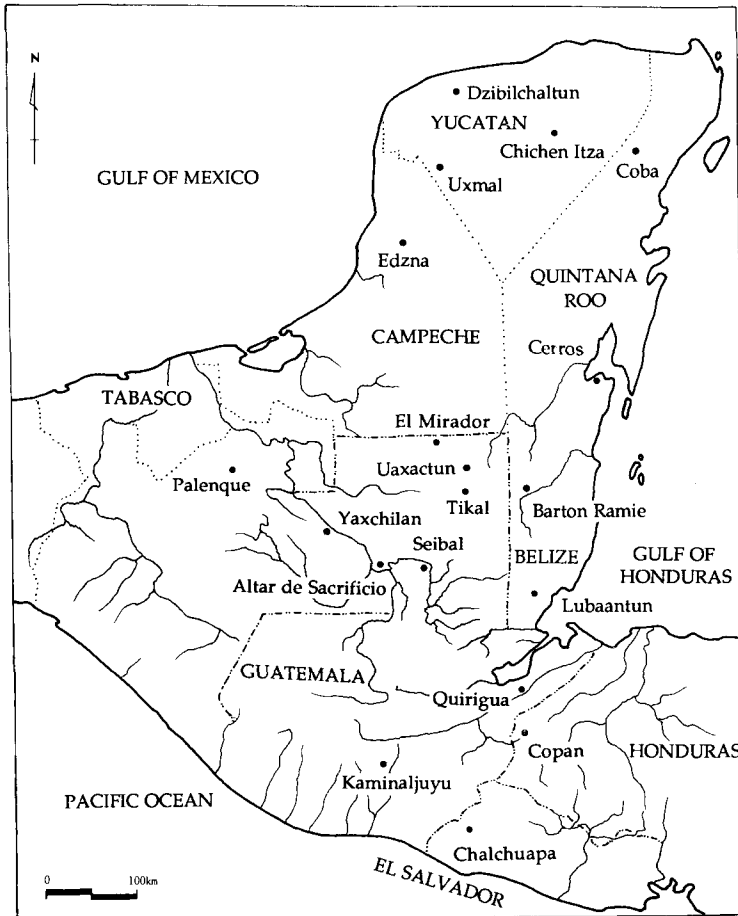 N
Dzibilchaltun
YUCATAN
Chichen Itza
GULF OF MEXICO
Uxmal
Coba
Edzna
QUINTANA
ROO
CAMPECHE
Cerros
TABASCO
El Mirador
Uaxactun
Palenque
Tikal
Barton Ramie
Yaxchilan
Seibal
BELIZE
GULF OF
HONDURAS
Altar de Sacrificio
Lubaantun
GUATEMALA
Quirigua
Copan
HONDURAS
Kaminaljuyu
PACIFIC OCEAN
Chalchuapa
EL SALVADOR
0 100km